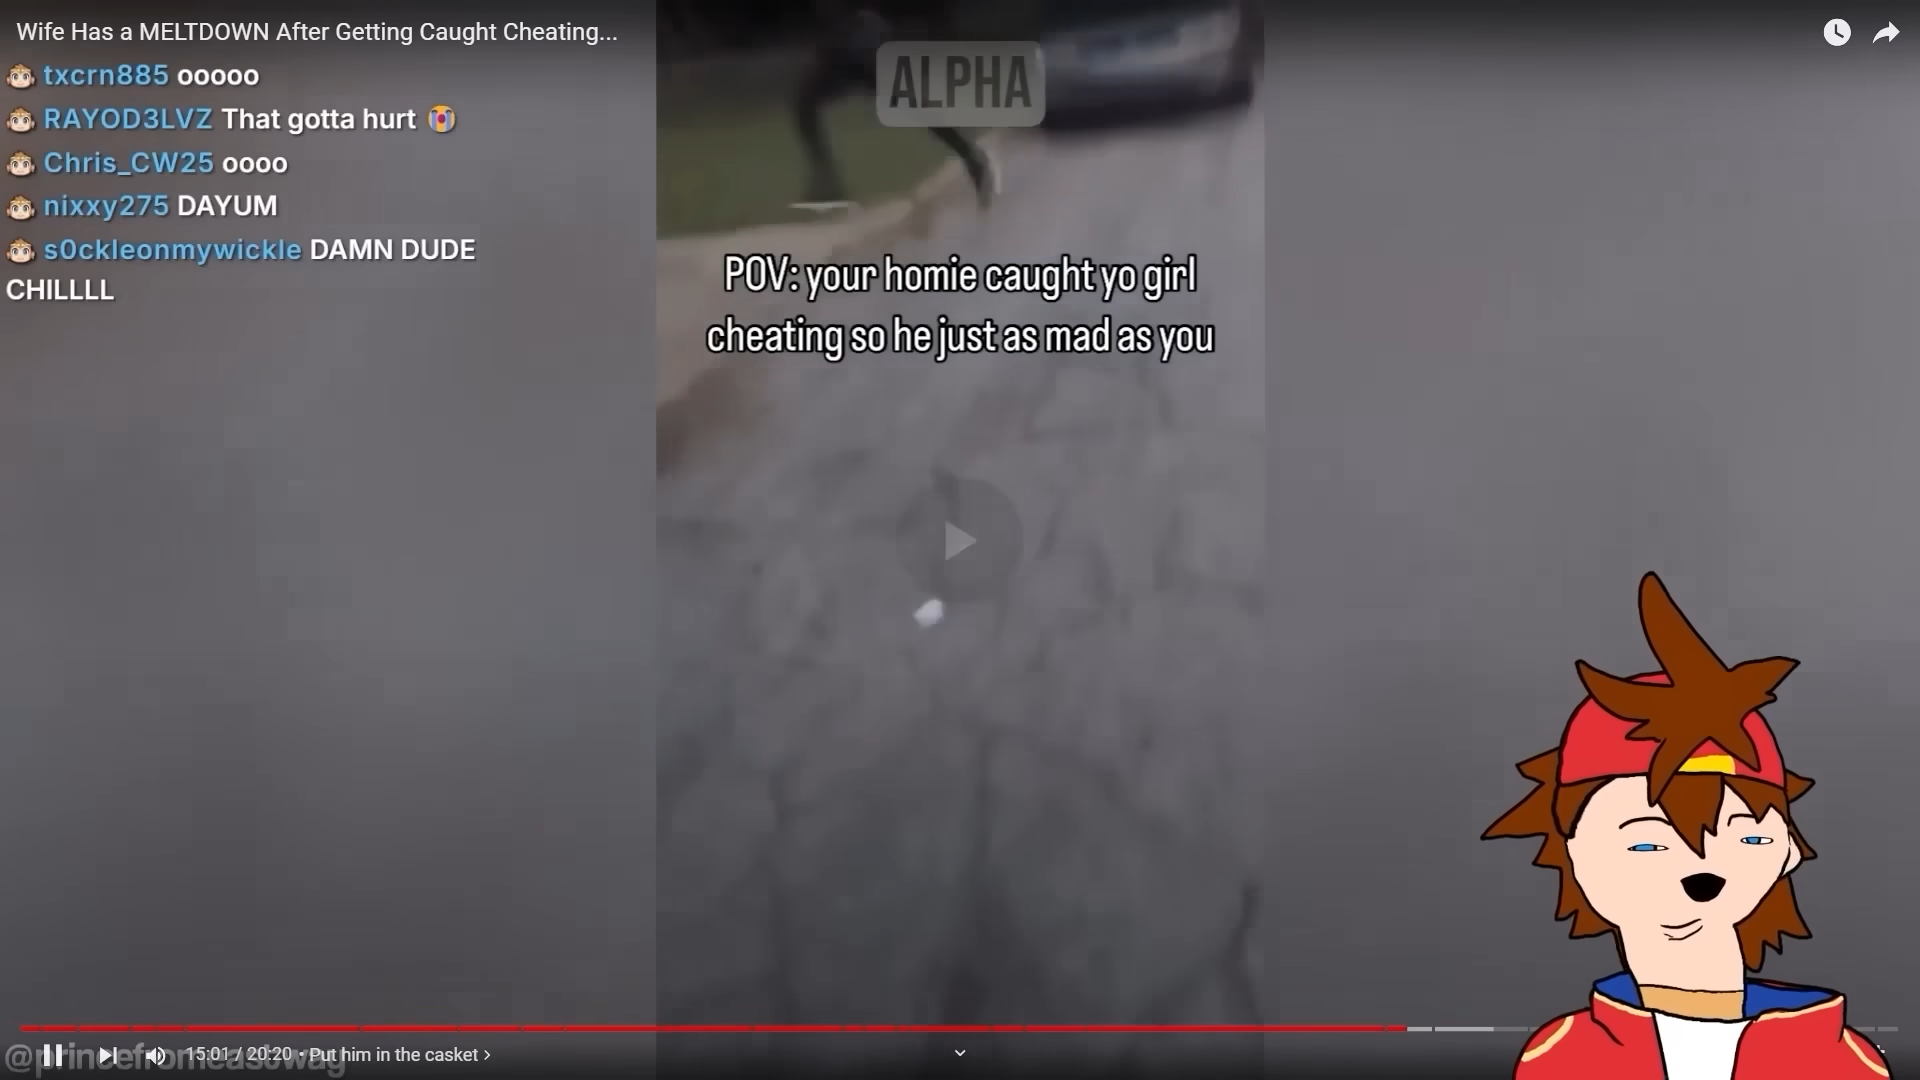 Wife Has a MELTDOWN After Getting Caught Cheating...
txcrn885 ooooo
RAYOD3LVZ That gotta hurt 😭
Chris_CW25 oooo
nixxy275 DAYUM
s0ckleonmywickle DAMN DUDE
CHILLLL
ALPHA
POV: your homie caught yo girl
cheating so he just as mad as you
@princefromeastwag
15:01 / 20:20 • Put him in the casket >